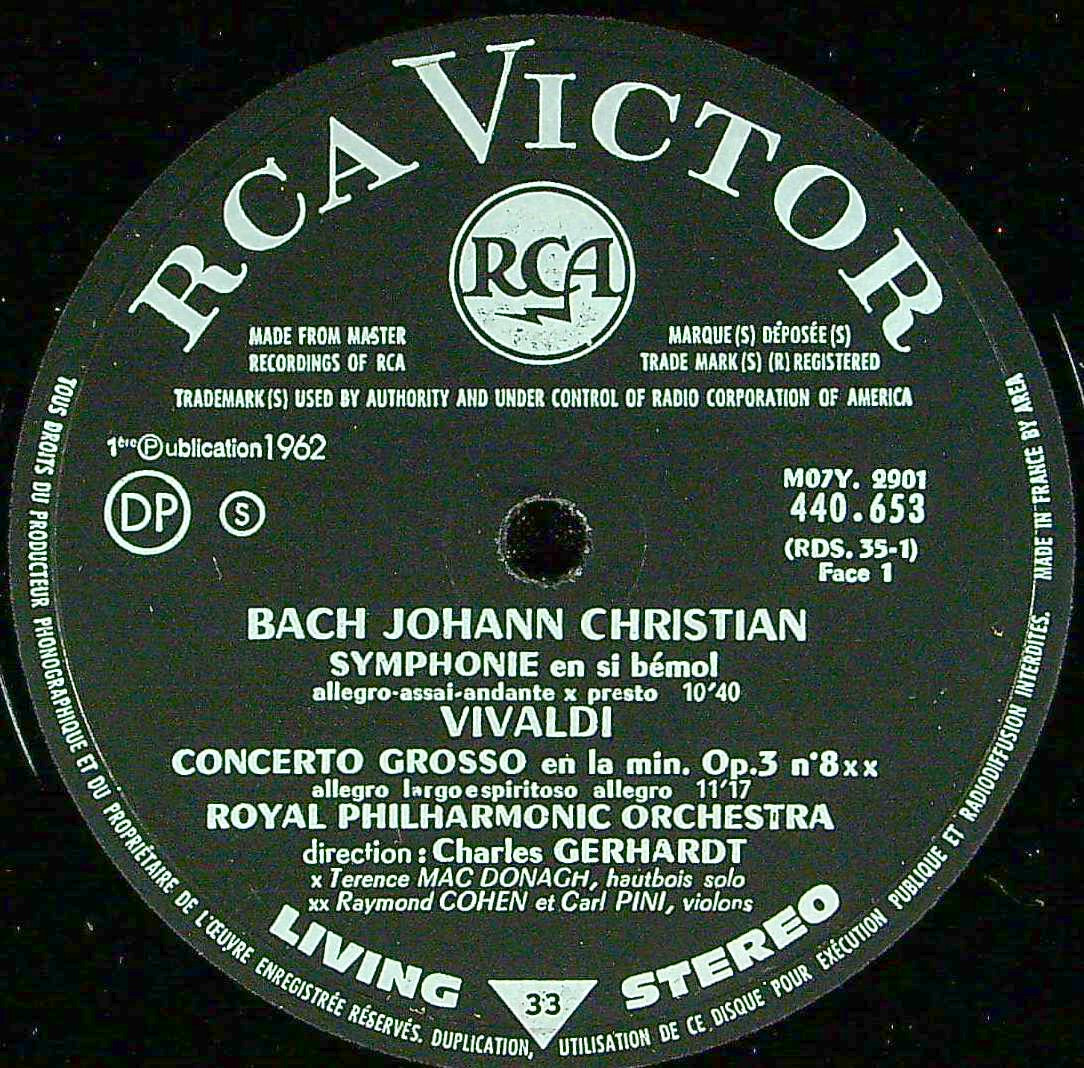 RCA VICTOR
RCA
MADE FROM MASTER
RECORDINGS OF RCA
MARQUE(S) DÉPOSÉE(S)
TRADE MARK(S) (R) REGISTERED
TRADEMARK(S) USED BY AUTHORITY AND UNDER CONTROL OF RADIO CORPORATION OF AMERICA
1ère Ⓟublication 1962
DP S
M07Y. 2901
440.653
(RDS. 35-1)
Face 1
BACH JOHANN CHRISTIAN
SYMPHONIE en si bémol
allegro-assai-andante x presto 10'40
VIVALDI
CONCERTO GROSSO en la min. Op.3 n°8xx
allegro largo espiritoso allegro 11'17
ROYAL PHILHARMONIC ORCHESTRA
direction : Charles GERHARDT
x Terence MAC DONAGH, hautbois solo
xx Raymond COHEN et Carl PINI, violons
LIVING STEREO
33
TOUS DROITS DU PRODUCTEUR PHONOGRAPHIQUE ET DU PROPRIÉTAIRE DE L'ŒUVRE ENREGISTRÉE RÉSERVÉS. DUPLICATION, UTILISATION DE CE DISQUE POUR EXÉCUTION PUBLIQUE ET RADIODIFFUSION INTERDITES. MADE IN FRANCE BY AREA